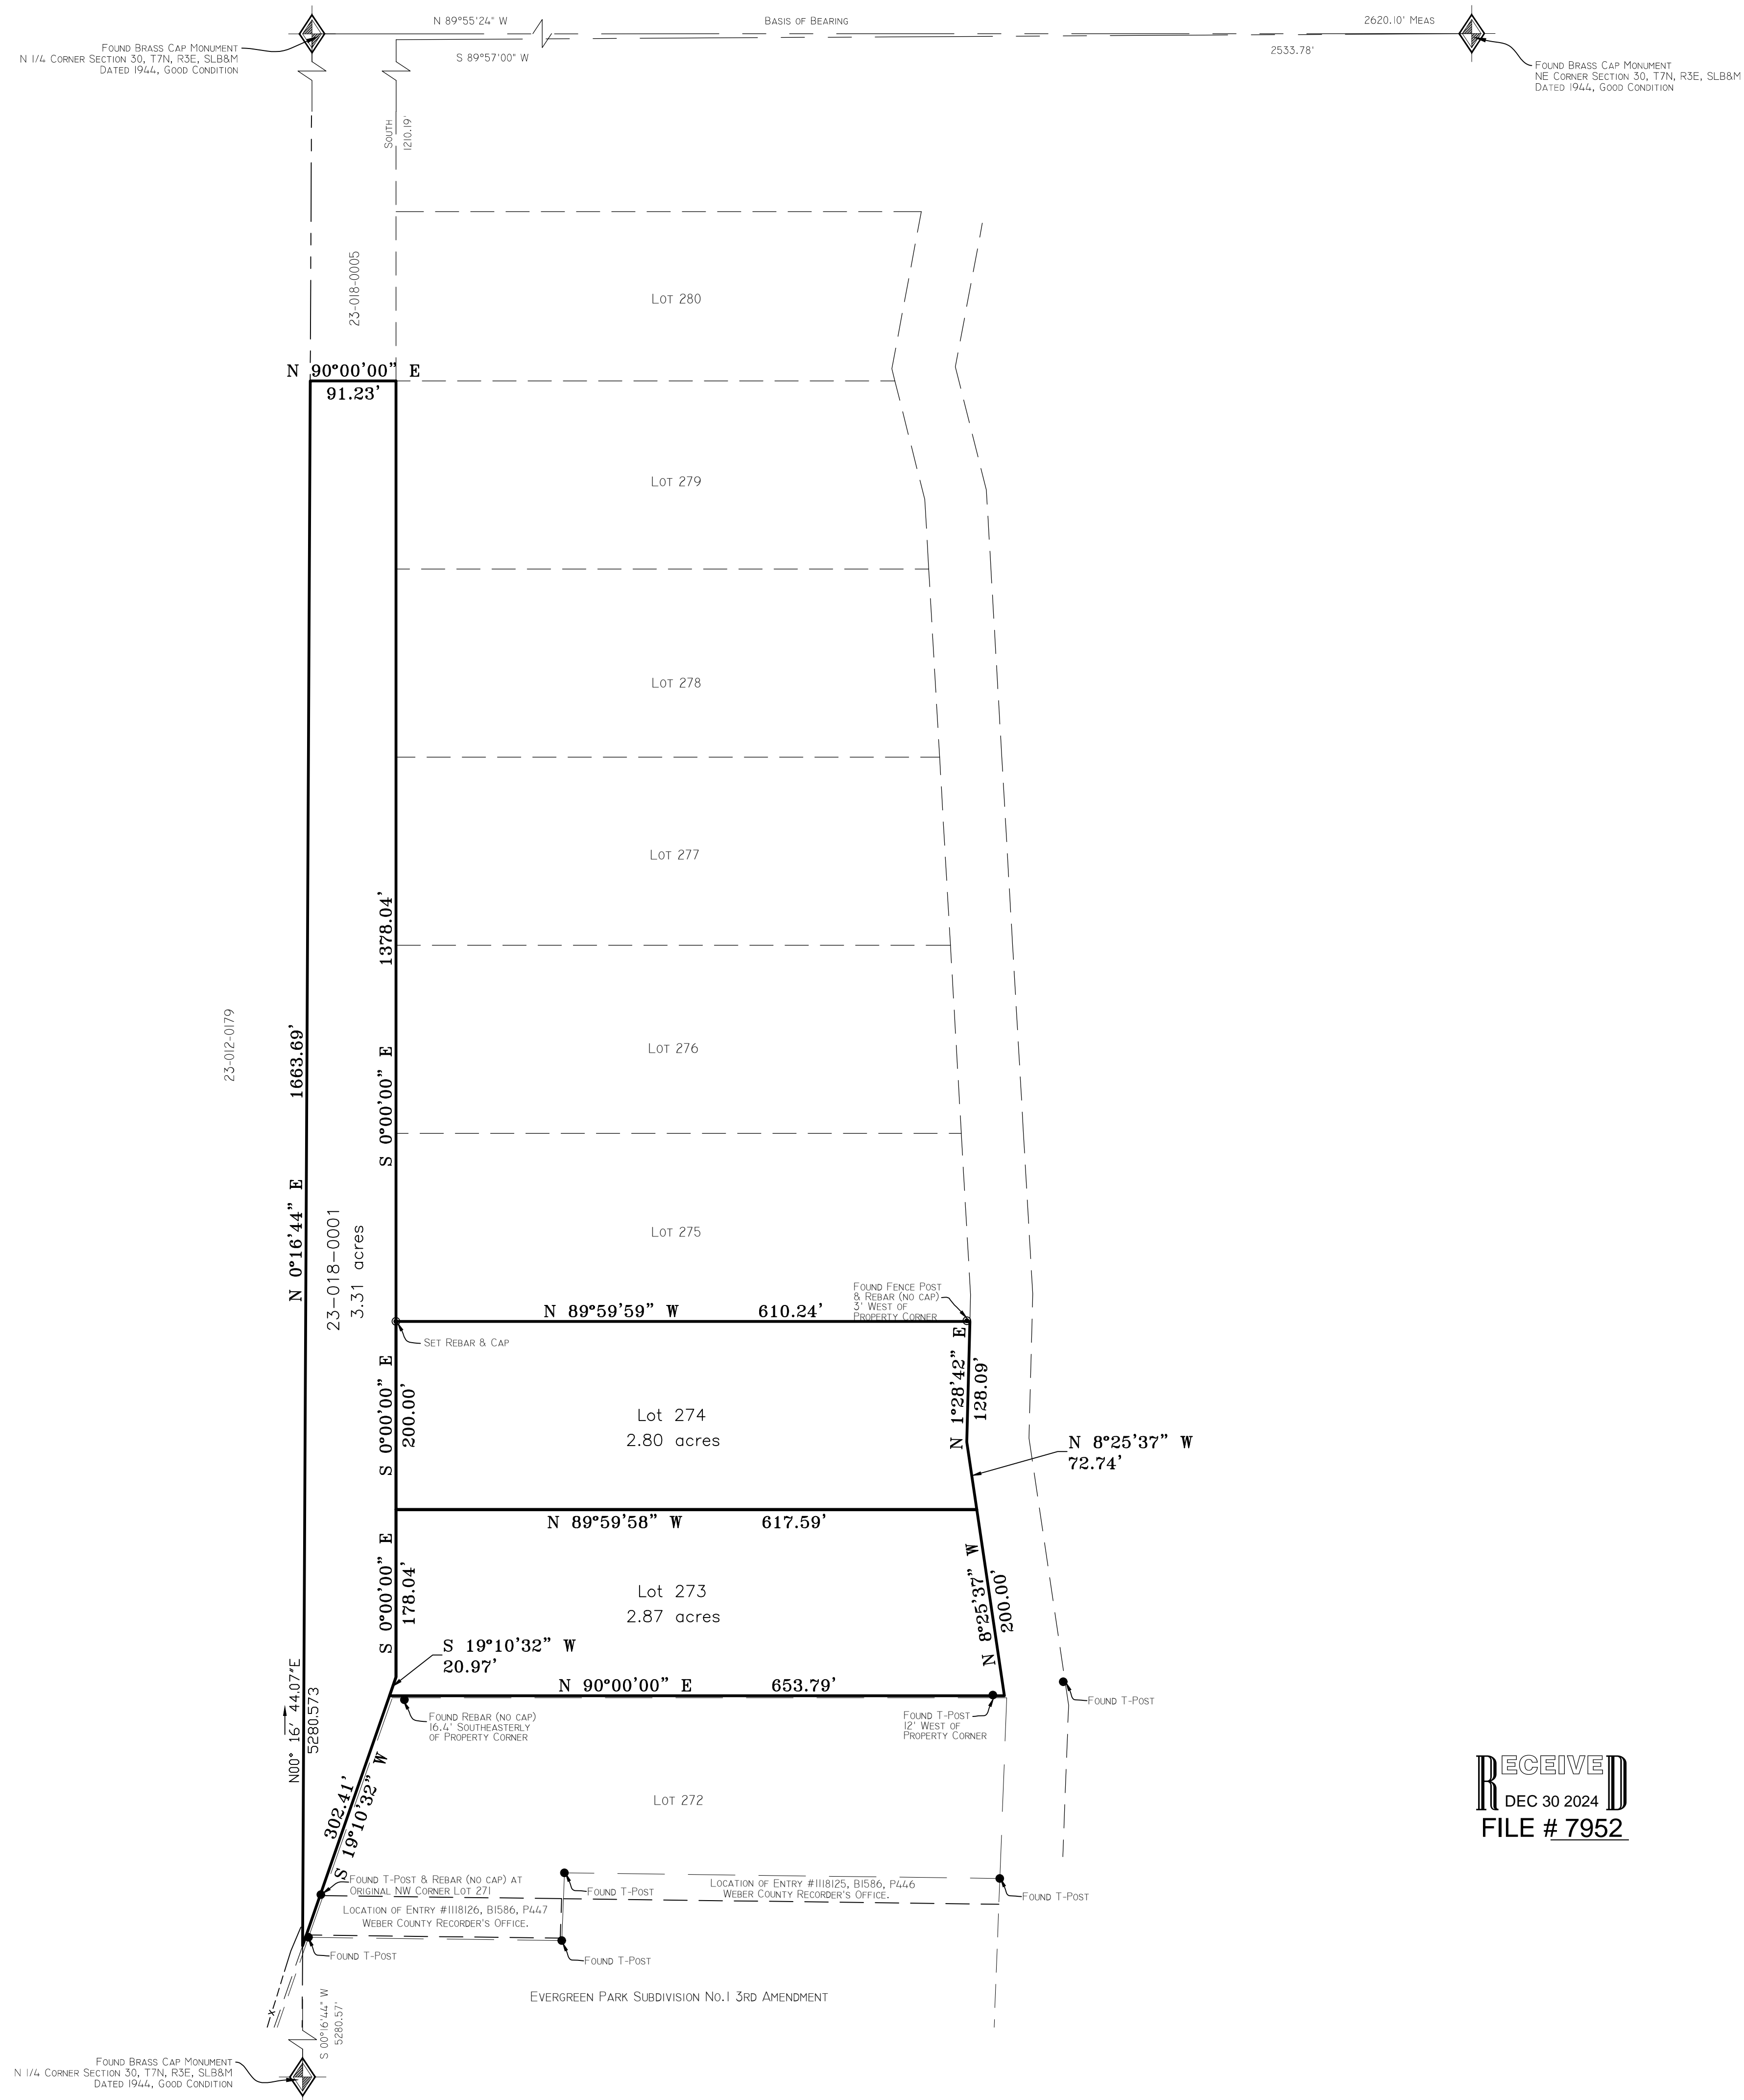 N 89°55'24" W
BASIS OF BEARING
2620.10' MEAS
S 89°57'00" W
2533.78'
FOUND BRASS CAP MONUMENT
N 1/4 CORNER SECTION 30, T7N, R3E, SLB&M
DATED 1944, GOOD CONDITION
FOUND BRASS CAP MONUMENT
NE CORNER SECTION 30, T7N, R3E, SLB&M
DATED 1944, GOOD CONDITION
SOUTH
1210.19'
23-018-0005
LOT 280
N 90°00'00" E
91.23'
LOT 279
LOT 278
LOT 277
1378.04'
S 0°00'00" E
23-012-0179
1663.69'
N 0°16'44" E
LOT 276
23-018-0001
3.31 acres
LOT 275
FOUND FENCE POST
& REBAR (NO CAP)
3' WEST OF
PROPERTY CORNER
N 89°59'59" W 610.24'
SET REBAR & CAP
S 0°00'00" E
200.00'
N 1°28'42" E
128.09'
Lot 274
2.80 acres
N 8°25'37" W
72.74'
N 89°59'58" W 617.59'
S 0°00'00" E
178.04'
Lot 273
2.87 acres
N 8°25'37" W
200.00'
S 19°10'32" W
20.97'
N 90°00'00" E 653.79'
FOUND T-POST
N00° 16' 44.07"E
5280.573
FOUND REBAR (NO CAP)
16.4' SOUTHEASTERLY
OF PROPERTY CORNER
FOUND T-POST
12' WEST OF
PROPERTY CORNER
302.41'
S 19°10'32" W
LOT 272
RECEIVED
DEC 30 2024
FILE # 7952
FOUND T-POST & REBAR (NO CAP) AT
ORIGINAL NW CORNER LOT 271
FOUND T-POST
LOCATION OF ENTRY #1118125, B1586, P446
WEBER COUNTY RECORDER'S OFFICE.
FOUND T-POST
LOCATION OF ENTRY #1118126, B1586, P447
WEBER COUNTY RECORDER'S OFFICE.
FOUND T-POST
FOUND T-POST
EVERGREEN PARK SUBDIVISION NO.1 3RD AMENDMENT
X
S 00°16'44" W
5280.57'
FOUND BRASS CAP MONUMENT
N 1/4 CORNER SECTION 30, T7N, R3E, SLB&M
DATED 1944, GOOD CONDITION